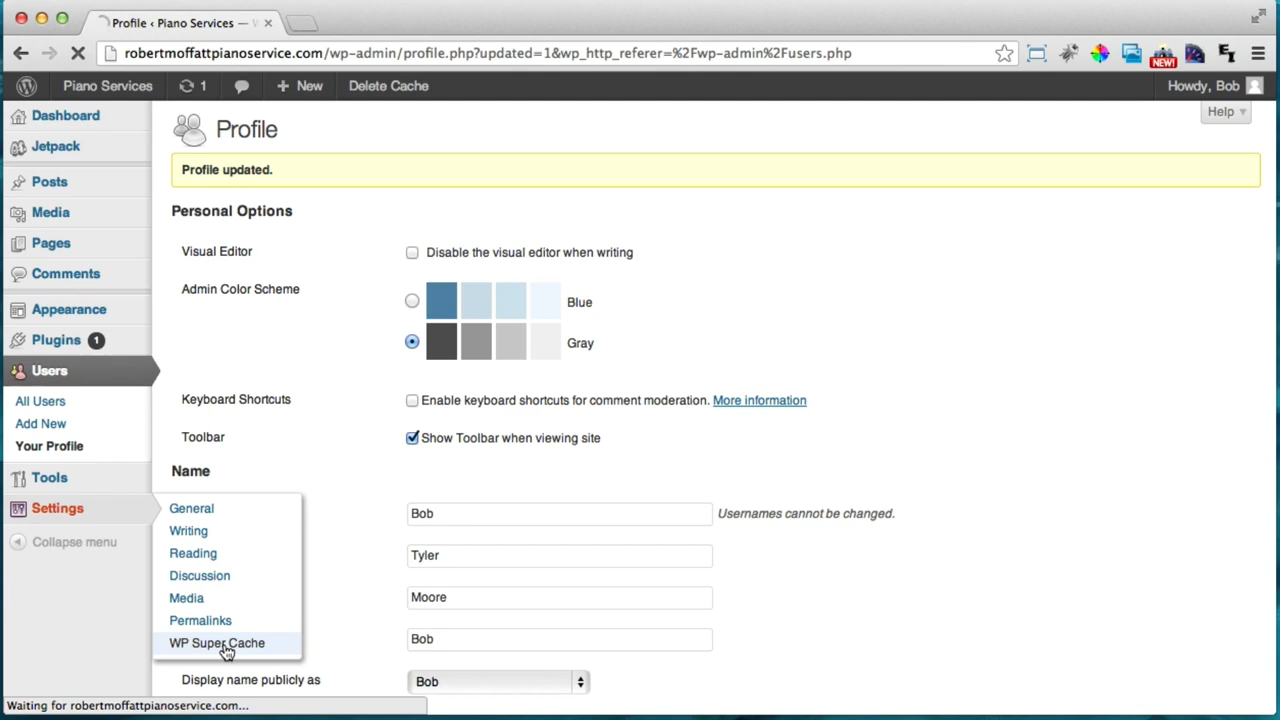 Profile ‹ Piano Services — W
robertmoffattpianoservice.com/wp-admin/profile.php?updated=1&wp_http_referer=%2Fwp-admin%2Fusers.php
NEW!
Piano Services
1
New
Delete Cache
Howdy, Bob
Help
Dashboard
Jetpack
Posts
Media
Pages
Comments
Appearance
Plugins 1
Users
All Users
Add New
Your Profile
Tools
Settings
Collapse menu
General
Writing
Reading
Discussion
Media
Permalinks
WP Super Cache
Profile
Profile updated.
Personal Options
Visual Editor
Disable the visual editor when writing
Admin Color Scheme
Blue
Gray
Keyboard Shortcuts
Enable keyboard shortcuts for comment moderation. More information
Toolbar
Show Toolbar when viewing site
Name
Bob
Usernames cannot be changed.
Tyler
Moore
Bob
Display name publicly as
Bob
Waiting for robertmoffattpianoservice.com...